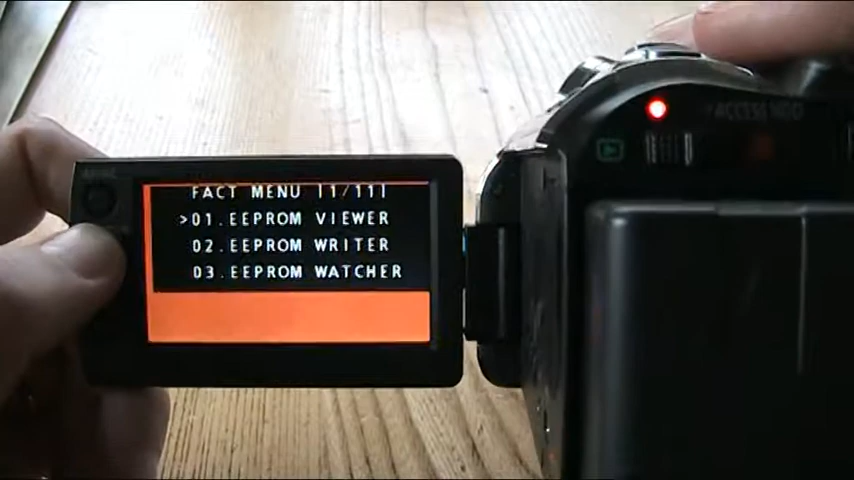 FACT MENU [1/11]
>01.EEPROM VIEWER
02.EEPROM WRITER
03.EEPROM WATCHER
ACCESS